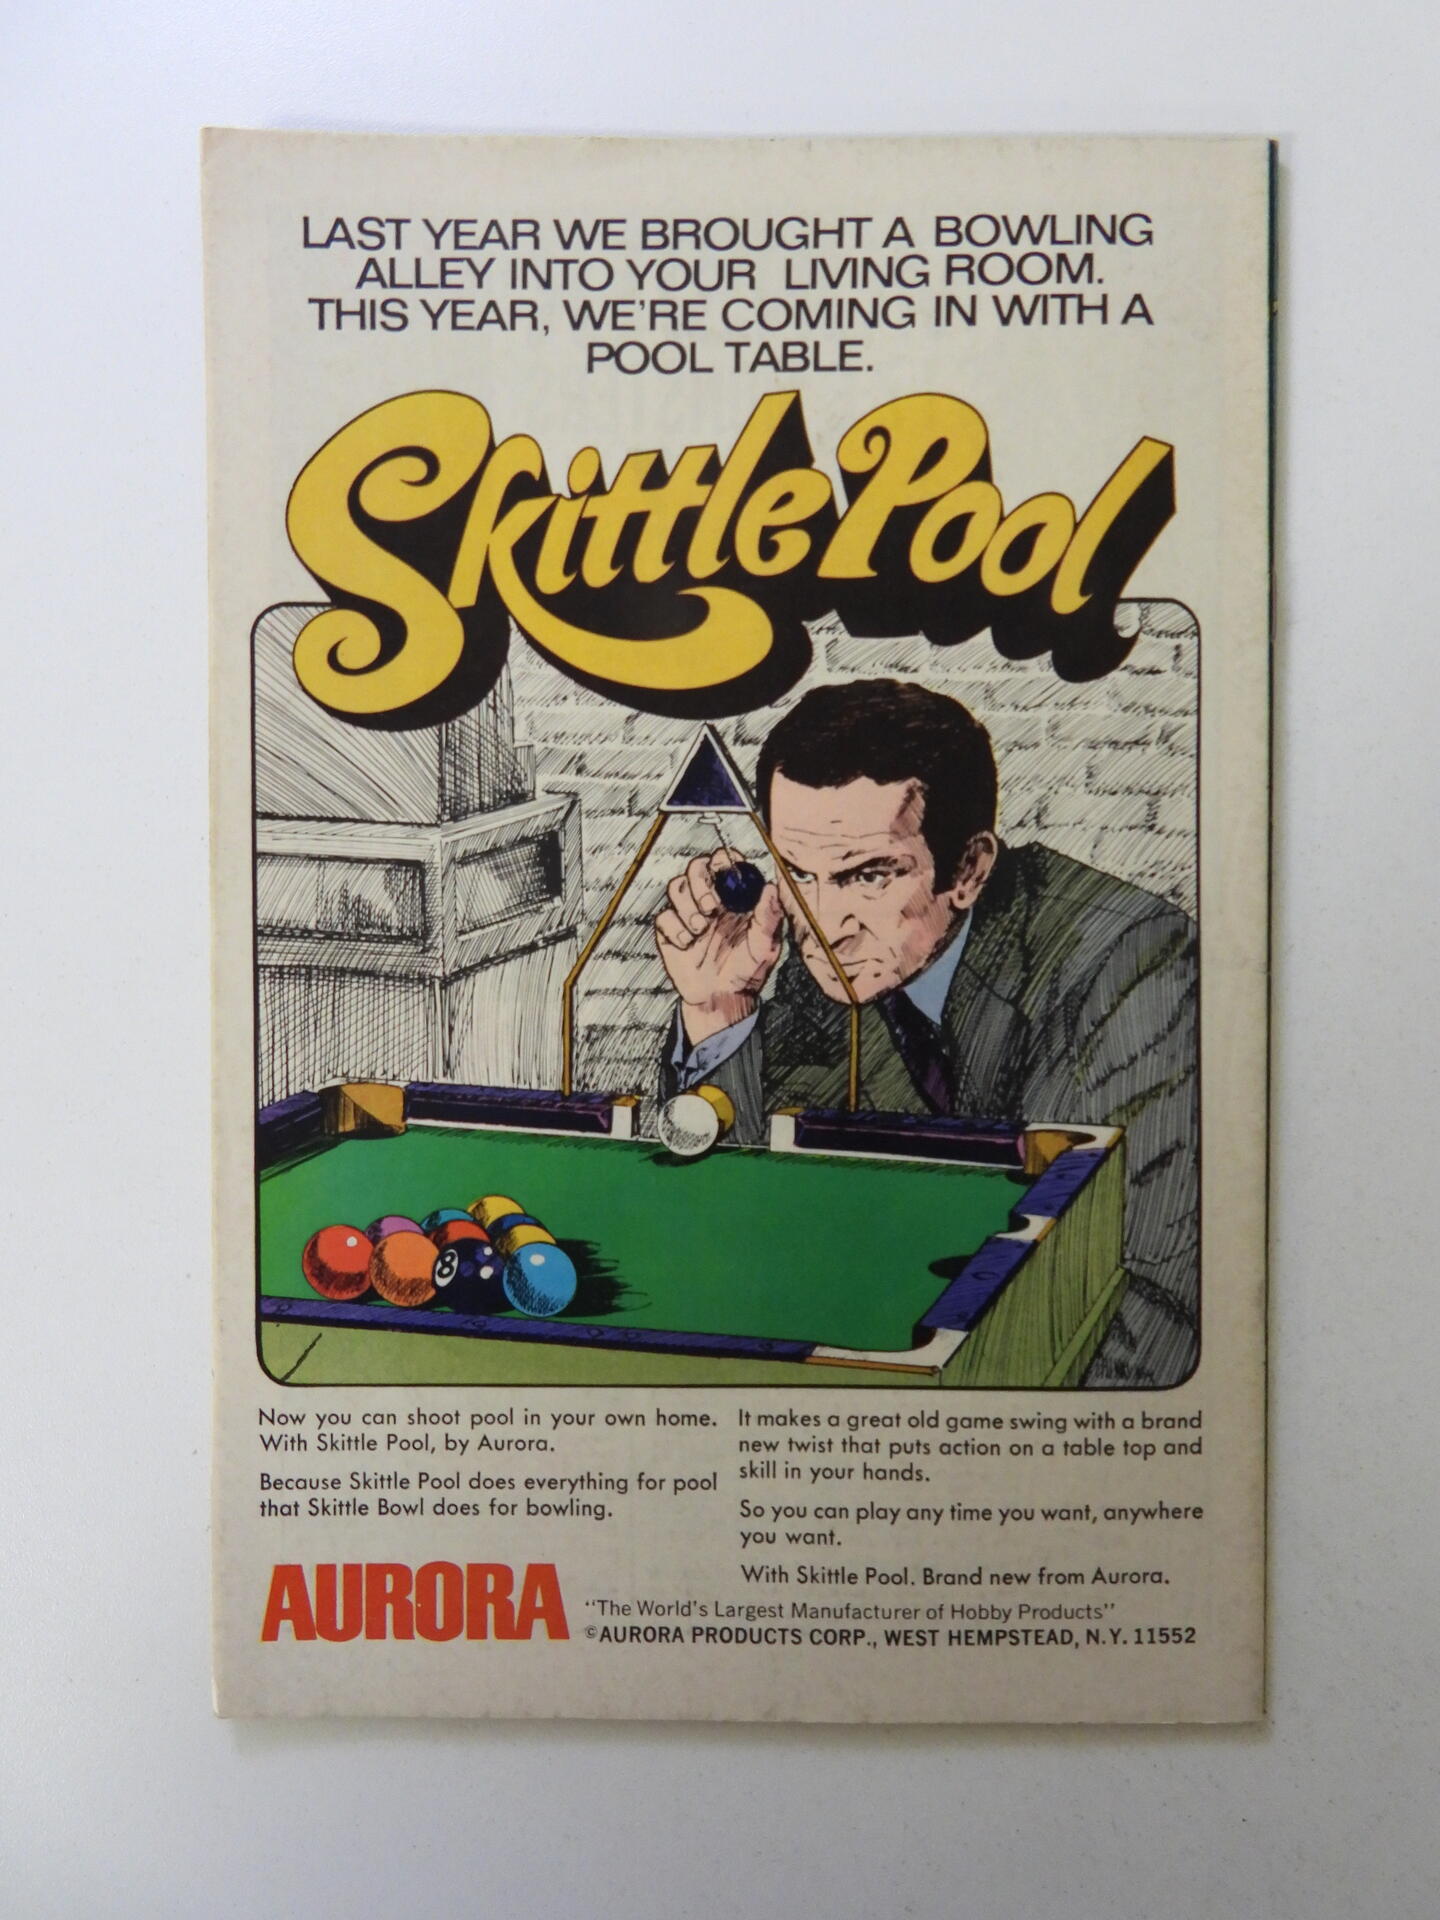 LAST YEAR WE BROUGHT A BOWLING
ALLEY INTO YOUR LIVING ROOM.
THIS YEAR, WE'RE COMING IN WITH A
POOL TABLE.
Skittle Pool
8
Now you can shoot pool in your own home.
With Skittle Pool, by Aurora.
Because Skittle Pool does everything for pool
that Skittle Bowl does for bowling.
It makes a great old game swing with a brand
new twist that puts action on a table top and
skill in your hands.
So you can play any time you want, anywhere
you want.
With Skittle Pool. Brand new from Aurora.
AURORA
"The World's Largest Manufacturer of Hobby Products"
©AURORA PRODUCTS CORP., WEST HEMPSTEAD, N.Y. 11552